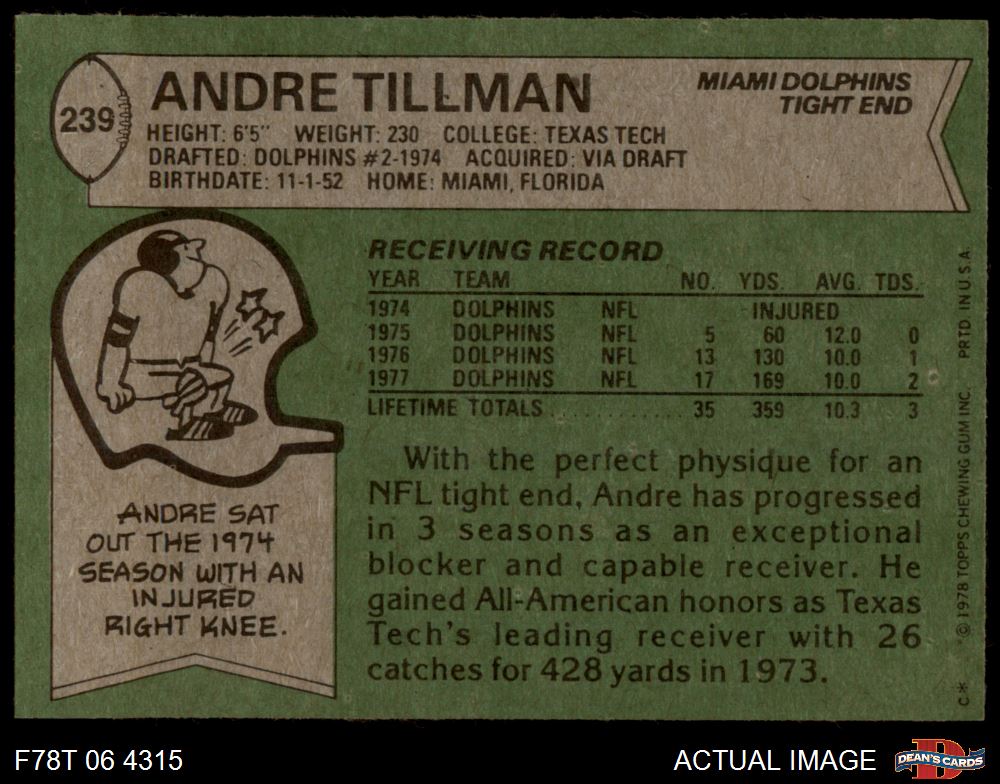 239
ANDRE TILLMAN
MIAMI DOLPHINS
TIGHT END
HEIGHT: 6'5" WEIGHT: 230 COLLEGE: TEXAS TECH
DRAFTED: DOLPHINS #2-1974 ACQUIRED: VIA DRAFT
BIRTHDATE: 11-1-52 HOME: MIAMI, FLORIDA
RECEIVING RECORD
YEAR TEAM NO. YDS. AVG. TDS.
1974 DOLPHINS NFL INJURED
1975 DOLPHINS NFL 5 60 12.0 0
1976 DOLPHINS NFL 13 130 10.0 1
1977 DOLPHINS NFL 17 169 10.0 2
LIFETIME TOTALS............ 35 359 10.3 3
ANDRE SAT
OUT THE 1974
SEASON WITH AN
INJURED
RIGHT KNEE.
With the perfect physique for an
NFL tight end, Andre has progressed
in 3 seasons as an exceptional
blocker and capable receiver. He
gained All-American honors as Texas
Tech's leading receiver with 26
catches for 428 yards in 1973.
C* *© 1978 TOPPS CHEWING GUM INC. PRTD. IN U.S.A.
F78T 06 4315
ACTUAL IMAGE
DEAN'S CARDS